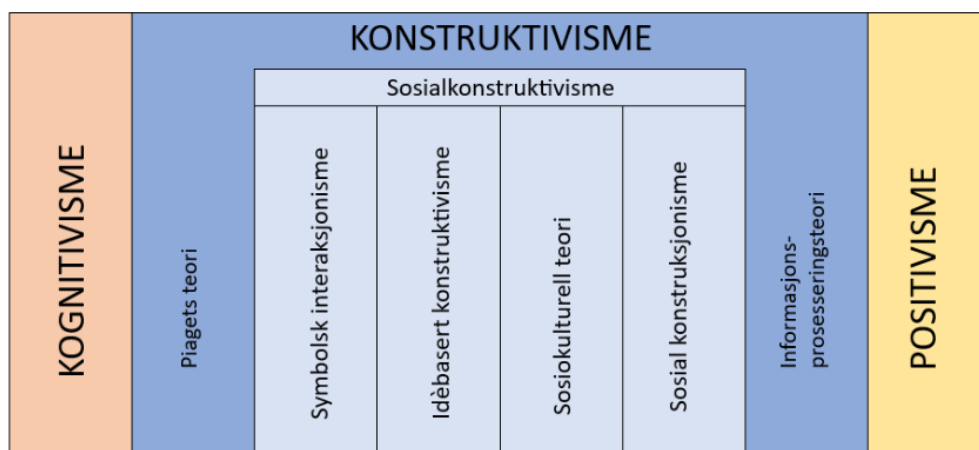 KONSTRUKTIVISME
Sosialkonstruktivisme
KOGNITIVISME
Piagets teori
Symbolsk interaksjonisme
Idèbasert konstruktivisme
Sosiokulturell teori
Sosial konstruksjonisme
Informasjons-
prosesseringsteori
POSITIVISME